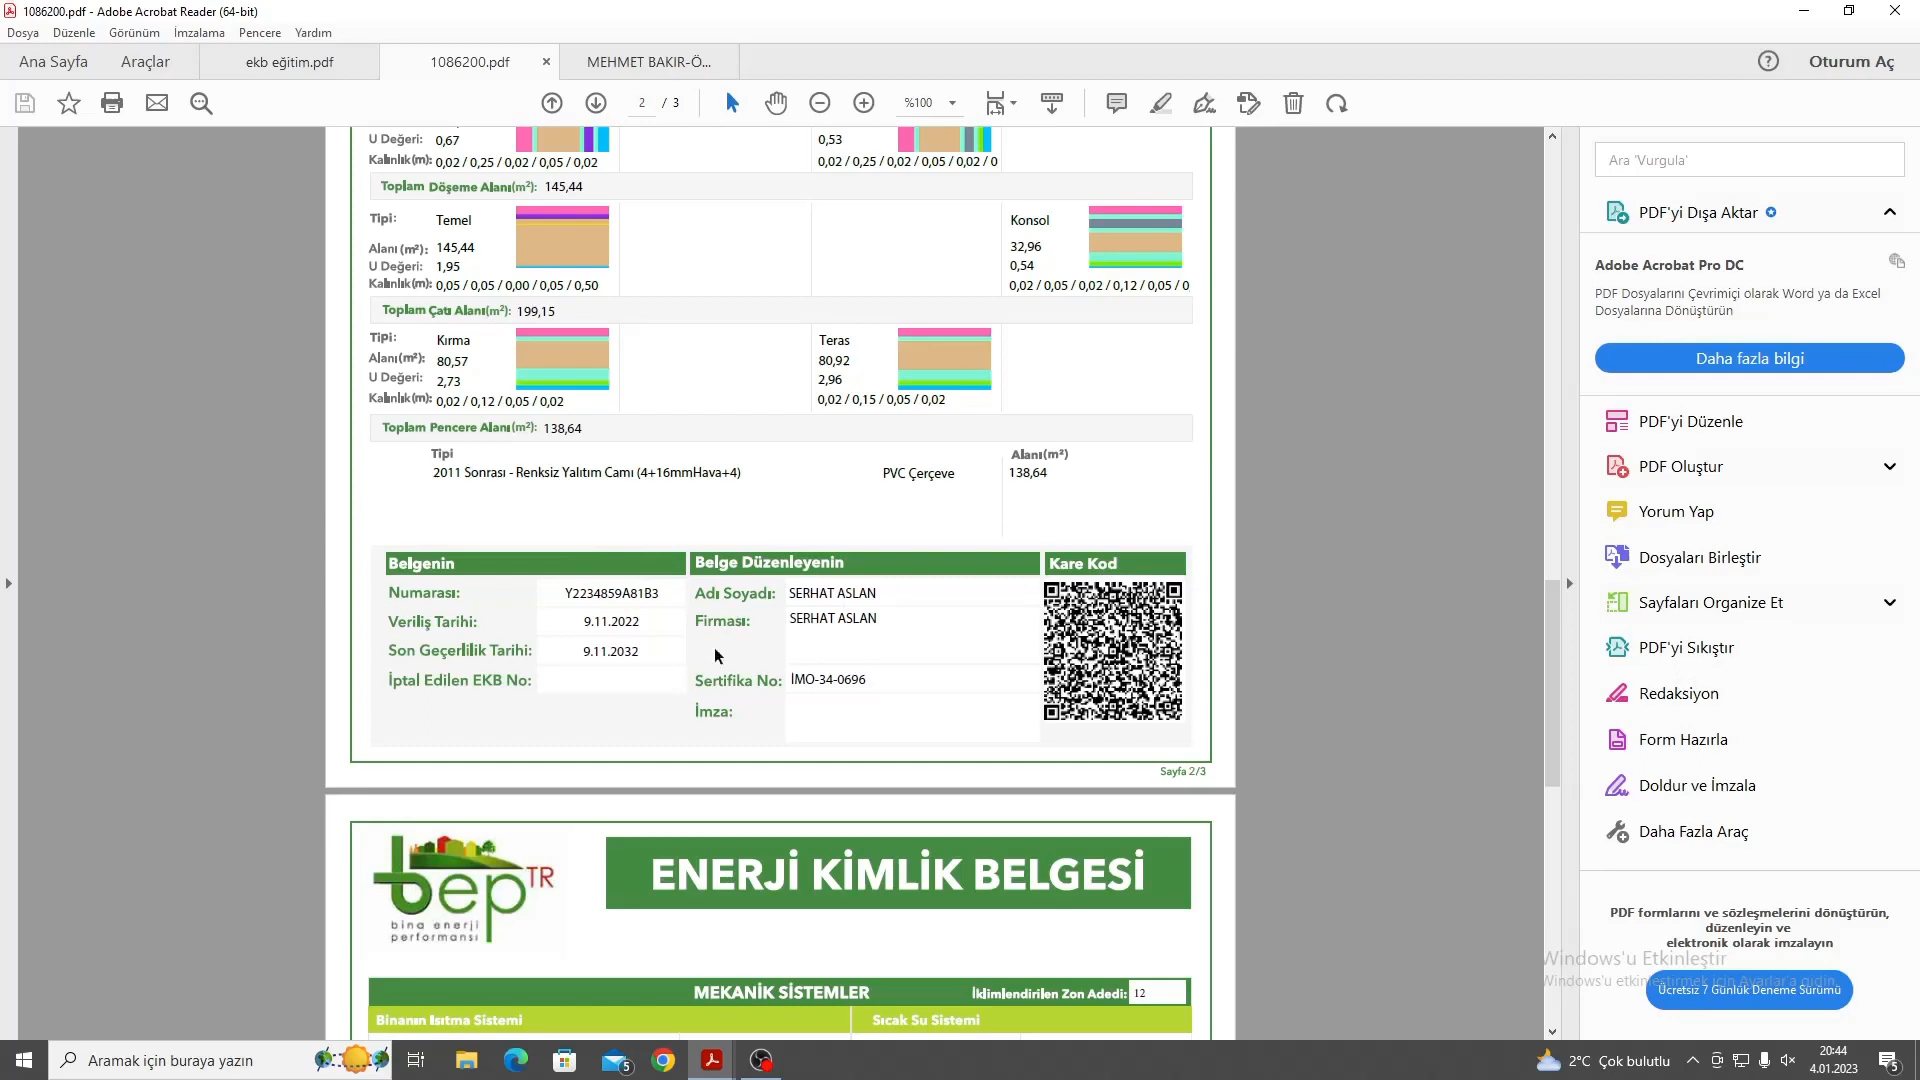 1086200.pdf - Adobe Acrobat Reader (64-bit)
Dosya Düzenle Görünüm İmzalama Pencere Yardım
Ana Sayfa Araçlar ekb eğitim.pdf 1086200.pdf × MEHMET BAKIR-Ö... Oturum Aç
2 / 3 %100
U Değeri: 0,67 0,53
Kalınlık(m): 0,02 / 0,25 / 0,02 / 0,05 / 0,02 0,02 / 0,25 / 0,02 / 0,05 / 0,02 / 0
Toplam Döşeme Alanı(m²): 145,44
Tipi: Temel Konsol
Alanı (m²): 145,44 32,96
U Değeri: 1,95 0,54
Kalınlık(m): 0,05 / 0,05 / 0,00 / 0,05 / 0,50 0,02 / 0,05 / 0,02 / 0,12 / 0,05 / 0
Toplam Çatı Alanı(m²): 199,15
Tipi: Kırma Teras
Alanı(m²): 80,57 80,92
U Değeri: 2,73 2,96
Kalınlık(m): 0,02 / 0,12 / 0,05 / 0,02 0,02 / 0,15 / 0,05 / 0,02
Toplam Pencere Alanı(m²): 138,64
Tipi Alanı(m²)
2011 Sonrası - Renksiz Yalıtım Camı (4+16mmHava+4) PVC Çerçeve 138,64
Belgenin Belge Düzenleyenin Kare Kod
Numarası: Y2234859A81B3 Adı Soyadı: SERHAT ASLAN
Veriliş Tarihi: 9.11.2022 Firması: SERHAT ASLAN
Son Geçerlilik Tarihi: 9.11.2032
İptal Edilen EKB No: Sertifika No: İMO-34-0696
İmza:
Sayfa 2/3
bep TR
bina enerji
performansı
ENERJİ KİMLİK BELGESİ
MEKANİK SİSTEMLER İklimlendirilen Zon Adedi: 12
Binanın Isıtma Sistemi Sıcak Su Sistemi
Ara 'Vurgula'
PDF'yi Dışa Aktar
Adobe Acrobat Pro DC
PDF Dosyalarını Çevrimiçi olarak Word ya da Excel
Dosyalarına Dönüştürün
Daha fazla bilgi
PDF'yi Düzenle
PDF Oluştur
Yorum Yap
Dosyaları Birleştir
Sayfaları Organize Et
PDF'yi Sıkıştır
Redaksiyon
Form Hazırla
Doldur ve İmzala
Daha Fazla Araç
PDF formlarını ve sözleşmelerini dönüştürün,
düzenleyin ve
elektronik olarak imzalayın
Windows'u Etkinleştir
Windows'u etkinleştirmek için Ayarlar'a gidin.
Ücretsiz 7 Günlük Deneme Sürümü
Aramak için buraya yazın 5 2°C Çok bulutlu 20:44
4.01.2023 5